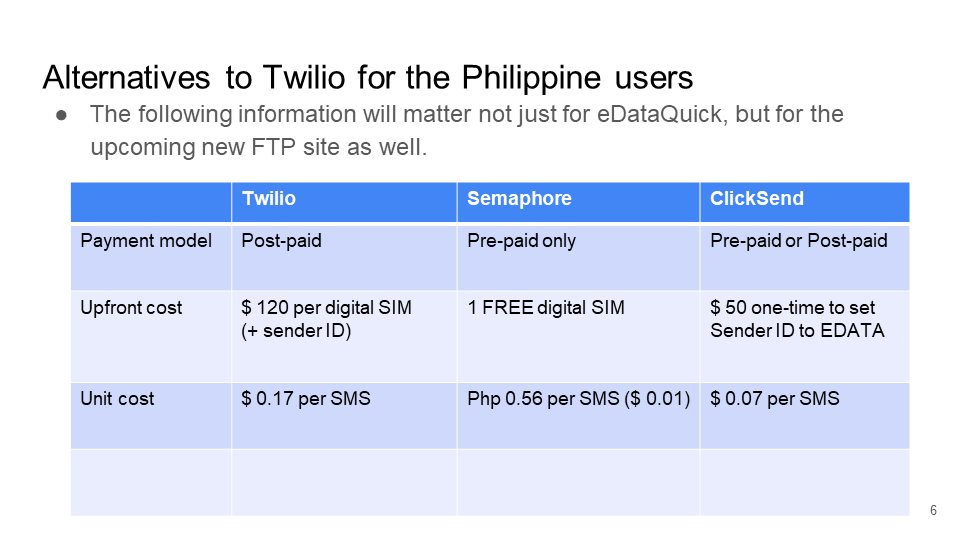 Alternatives to Twilio for the Philippine users
● The following information will matter not just for eDataQuick, but for the
upcoming new FTP site as well.
Twilio Semaphore ClickSend
Payment model Post-paid Pre-paid only Pre-paid or Post-paid
Upfront cost $ 120 per digital SIM 1 FREE digital SIM $ 50 one-time to set
(+ sender ID) Sender ID to EDATA
Unit cost $ 0.17 per SMS Php 0.56 per SMS ($ 0.01) $ 0.07 per SMS
6